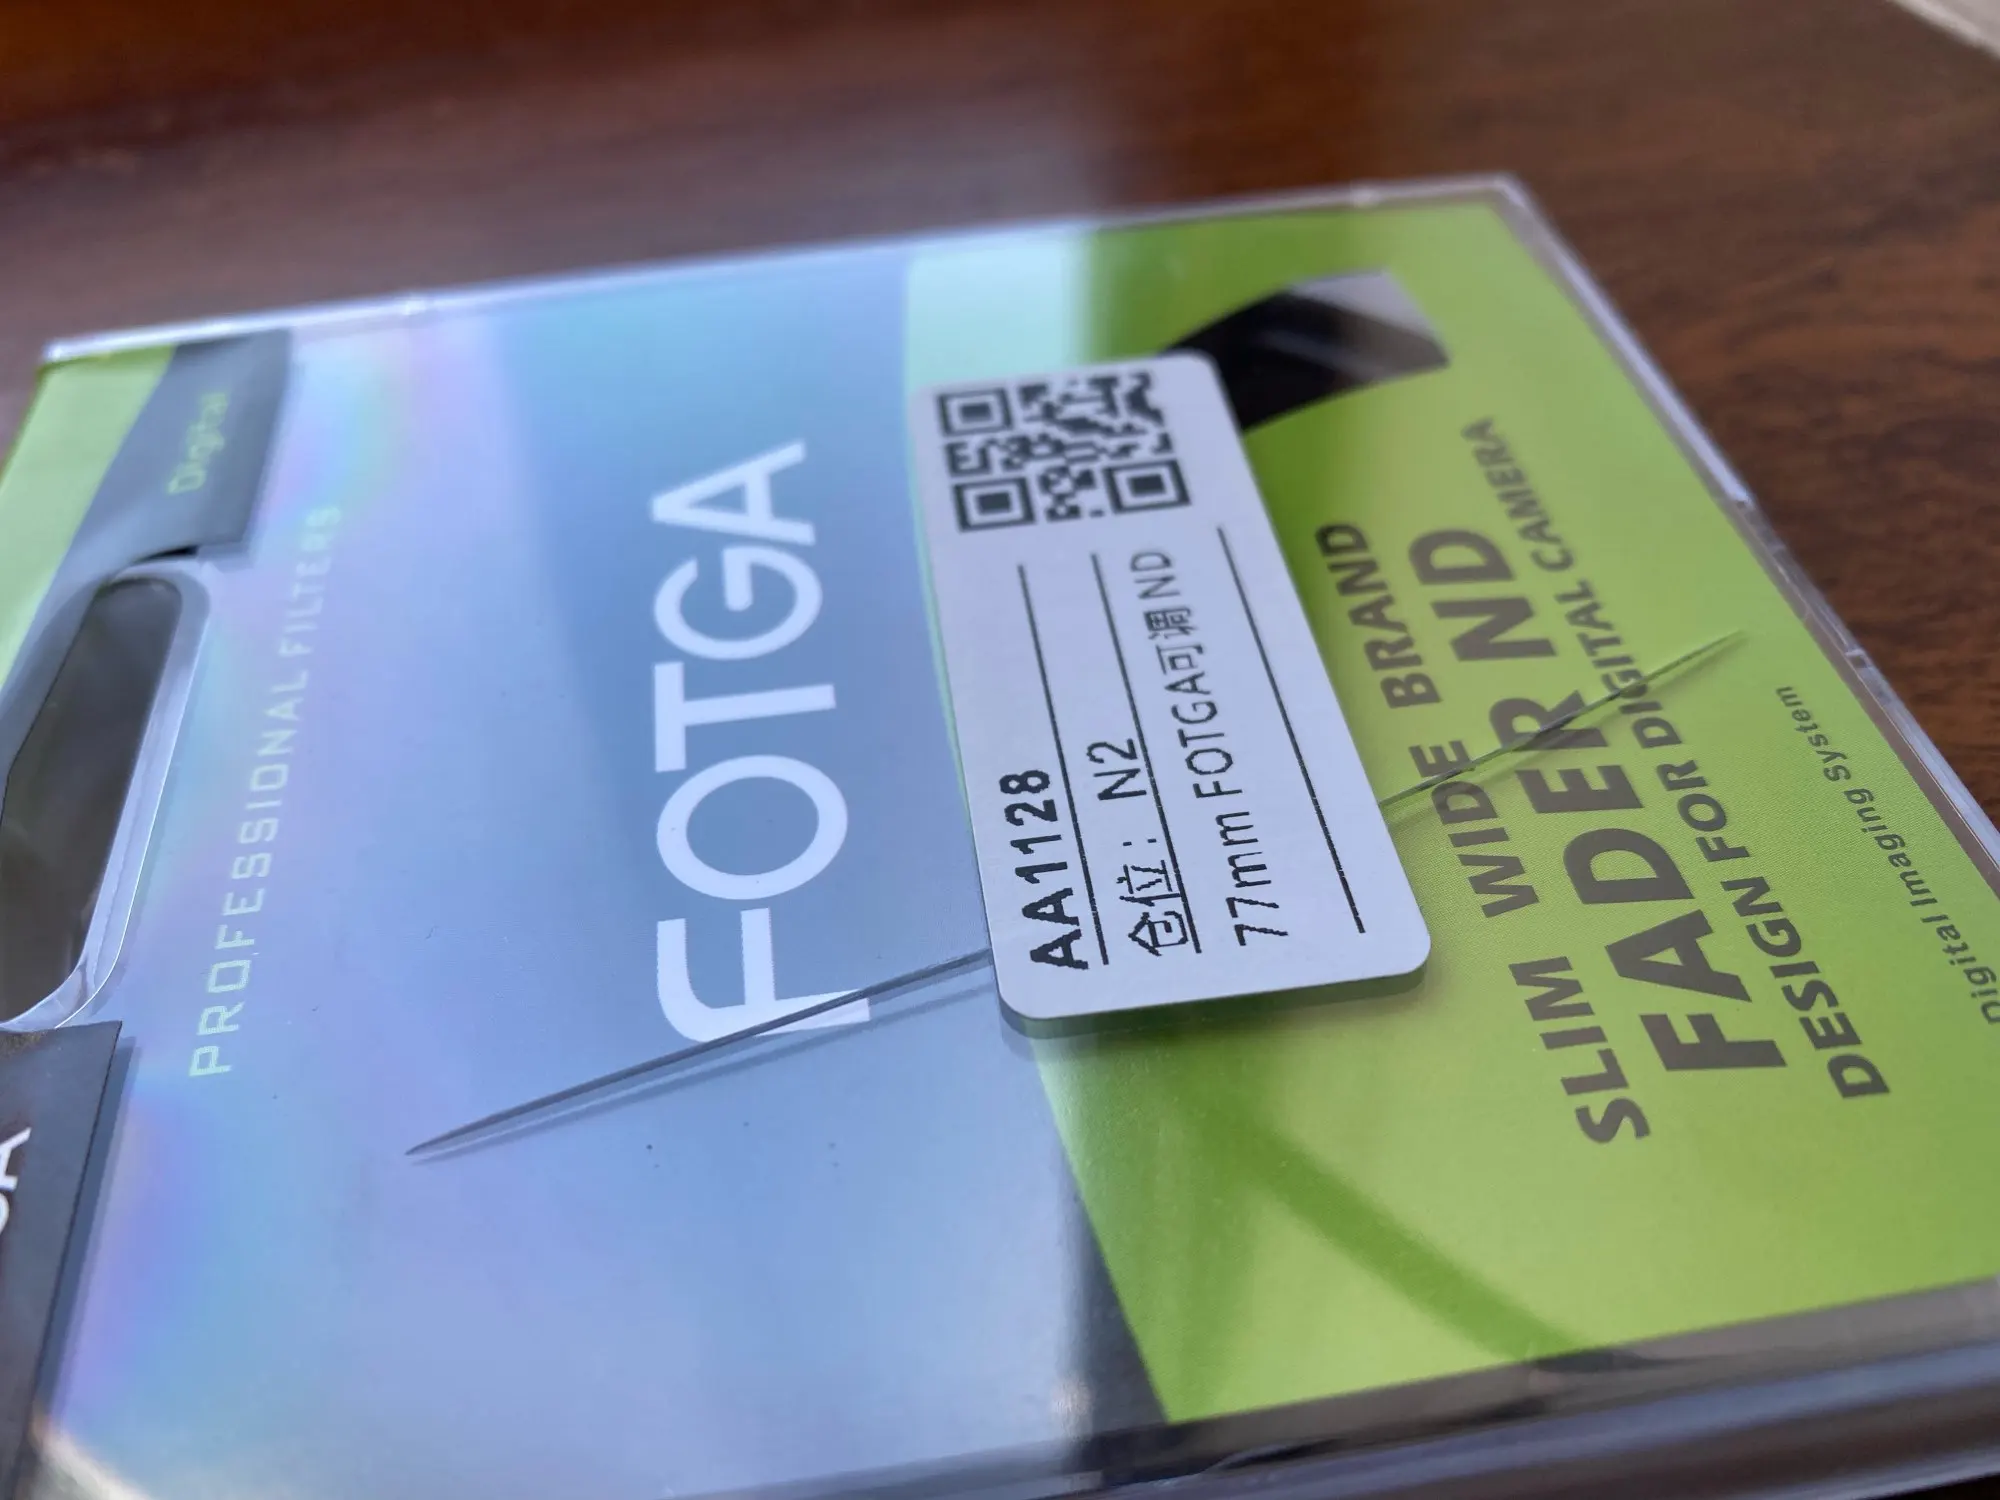 Digital
PROFESSIONAL FILTERS
FOTGA
AA1128
仓位: N2
77mm FOTGA可调ND
SLIM WIDE BRAND
FADER ND
DESIGN FOR DIGITAL CAMERA
Digital Imaging system